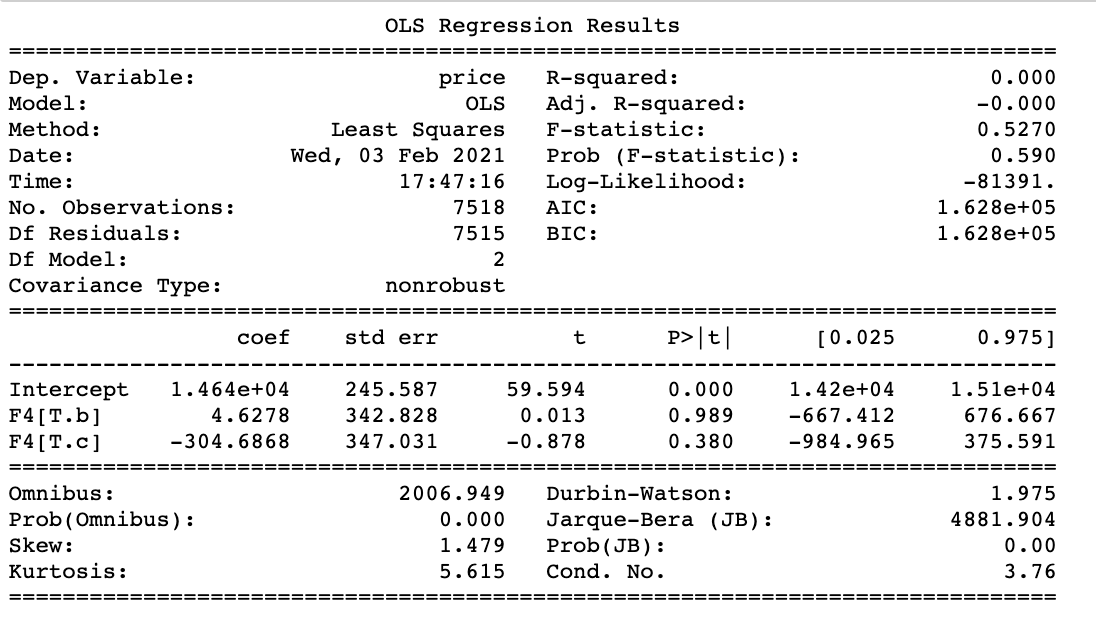 OLS Regression Results
==============================================================================
Dep. Variable:                  price   R-squared:                       0.000
Model:                            OLS   Adj. R-squared:                 -0.000
Method:                 Least Squares   F-statistic:                    0.5270
Date:                Wed, 03 Feb 2021   Prob (F-statistic):              0.590
Time:                        17:47:16   Log-Likelihood:                -81391.
No. Observations:                7518   AIC:                         1.628e+05
Df Residuals:                    7515   BIC:                         1.628e+05
Df Model:                           2
Covariance Type:            nonrobust
==============================================================================
                 coef    std err          t      P>|t|      [0.025      0.975]
------------------------------------------------------------------------------
Intercept   1.464e+04    245.587     59.594      0.000    1.42e+04    1.51e+04
F4[T.b]        4.6278    342.828      0.013      0.989    -667.412     676.667
F4[T.c]     -304.6868    347.031     -0.878      0.380    -984.965     375.591
==============================================================================
Omnibus:                     2006.949   Durbin-Watson:                   1.975
Prob(Omnibus):                  0.000   Jarque-Bera (JB):             4881.904
Skew:                           1.479   Prob(JB):                         0.00
Kurtosis:                       5.615   Cond. No.                         3.76
==============================================================================